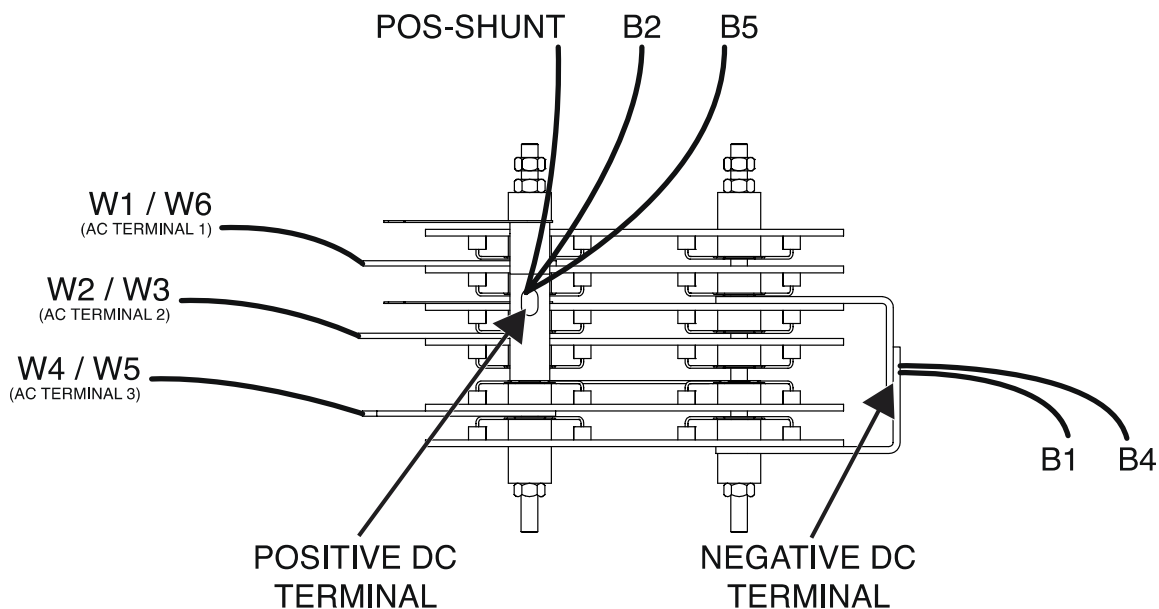 POS-SHUNT B2 B5
W1 / W6
(AC TERMINAL 1)
W2 / W3
(AC TERMINAL 2)
W4 / W5
(AC TERMINAL 3)
B1 B4
POSITIVE DC
TERMINAL
NEGATIVE DC
TERMINAL